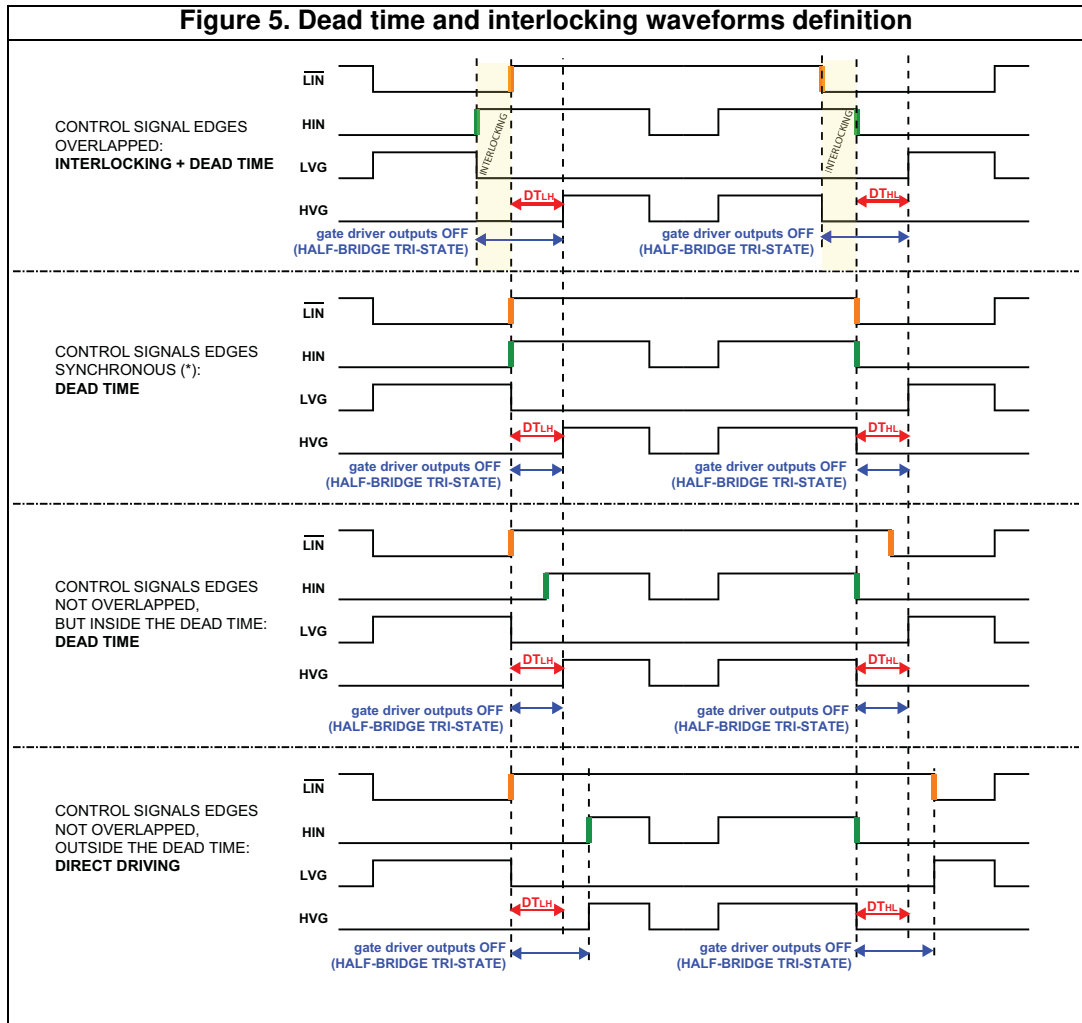 Figure 5. Dead time and interlocking waveforms definition
CONTROL SIGNAL EDGES
OVERLAPPED:
INTERLOCKING + DEAD TIME
LIN
HIN
LVG
HVG
INTERLOCKING
INTERLOCKING
DTLH
DTHL
gate driver outputs OFF
(HALF-BRIDGE TRI-STATE)
gate driver outputs OFF
(HALF-BRIDGE TRI-STATE)
CONTROL SIGNALS EDGES
SYNCHRONOUS (*):
DEAD TIME
LIN
HIN
LVG
HVG
DTLH
DTHL
gate driver outputs OFF
(HALF-BRIDGE TRI-STATE)
gate driver outputs OFF
(HALF-BRIDGE TRI-STATE)
CONTROL SIGNALS EDGES
NOT OVERLAPPED,
BUT INSIDE THE DEAD TIME:
DEAD TIME
LIN
HIN
LVG
HVG
DTLH
DTHL
gate driver outputs OFF
(HALF-BRIDGE TRI-STATE)
gate driver outputs OFF
(HALF-BRIDGE TRI-STATE)
CONTROL SIGNALS EDGES
NOT OVERLAPPED,
OUTSIDE THE DEAD TIME:
DIRECT DRIVING
LIN
HIN
LVG
HVG
DTLH
DTHL
gate driver outputs OFF
(HALF-BRIDGE TRI-STATE)
gate driver outputs OFF
(HALF-BRIDGE TRI-STATE)